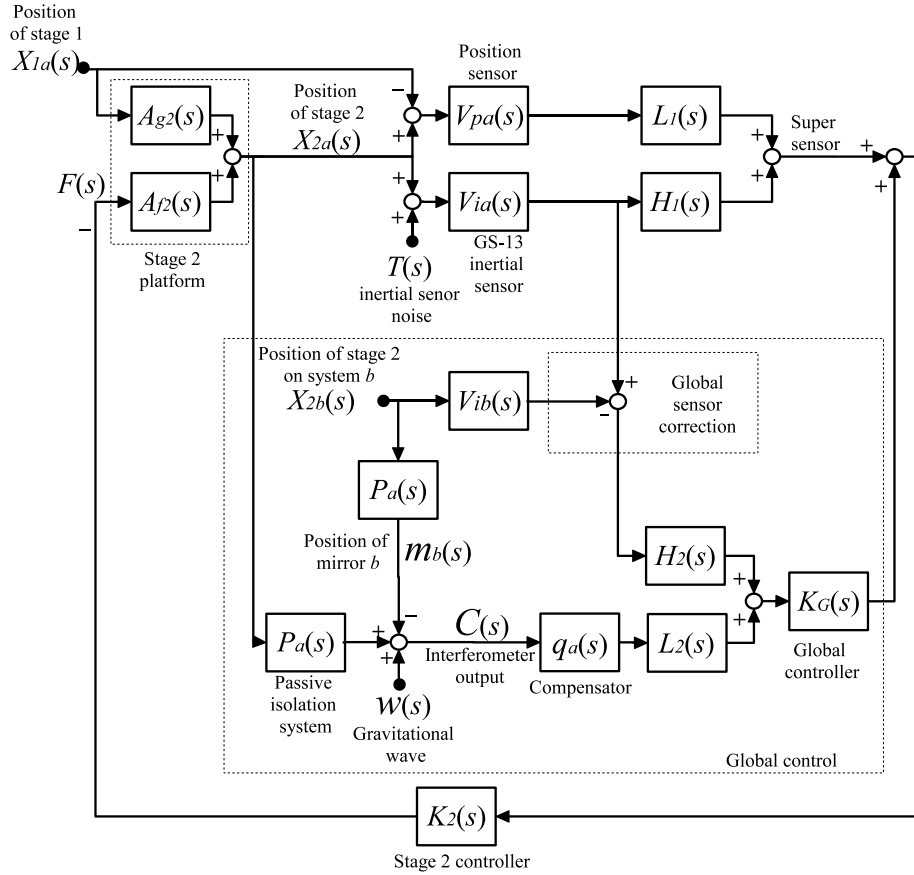 Position
of stage 1
X1a(s)
Ag2(s)
+
Position
of stage 2
X2a(s)
−
+
Position
sensor
Vpa(s)
L1(s)
+
Super
sensor
+
+
F(s)
−
Af2(s)
+
Stage 2
platform
+
+
T(s)
inertial senor
noise
Via(s)
GS-13
inertial
sensor
H1(s)
+
Position of stage 2
on system b
X2b(s)
Vib(s)
+
−
Global
sensor
correction
Pa(s)
Position of
mirror b
mb(s)
H2(s)
+
KG(s)
Global
controller
Pa(s)
Passive
isolation
system
+
−
+
w(s)
Gravitational
wave
C(s)
Interferometer
output
qa(s)
Compensator
L2(s)
+
Global control
K2(s)
Stage 2 controller